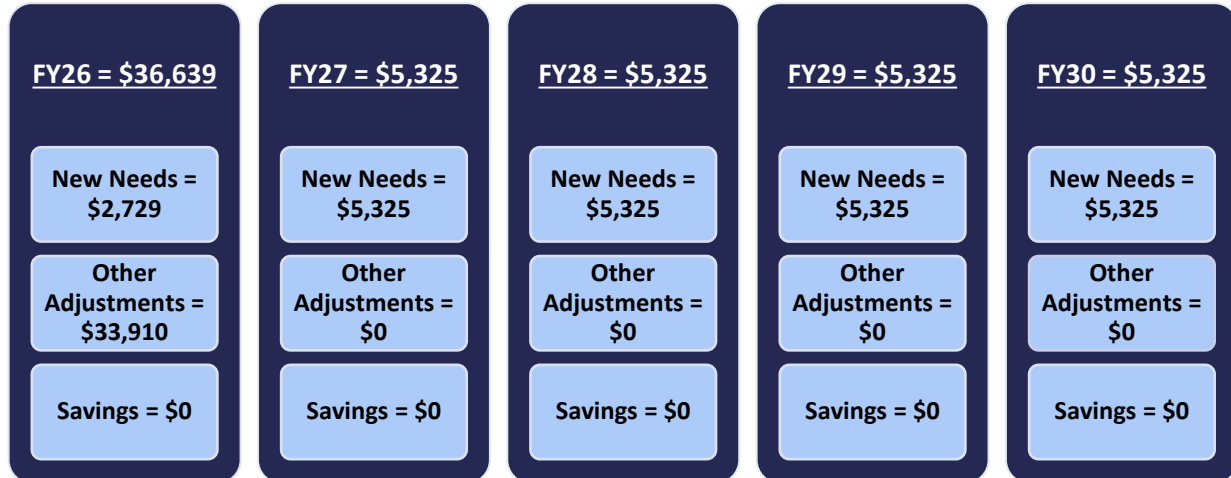 FY26 = $36,639
New Needs =
$2,729
Other
Adjustments =
$33,910
Savings = $0
FY27 = $5,325
New Needs =
$5,325
Other
Adjustments =
$0
Savings = $0
FY28 = $5,325
New Needs =
$5,325
Other
Adjustments =
$0
Savings = $0
FY29 = $5,325
New Needs =
$5,325
Other
Adjustments =
$0
Savings = $0
FY30 = $5,325
New Needs =
$5,325
Other
Adjustments =
$0
Savings = $0